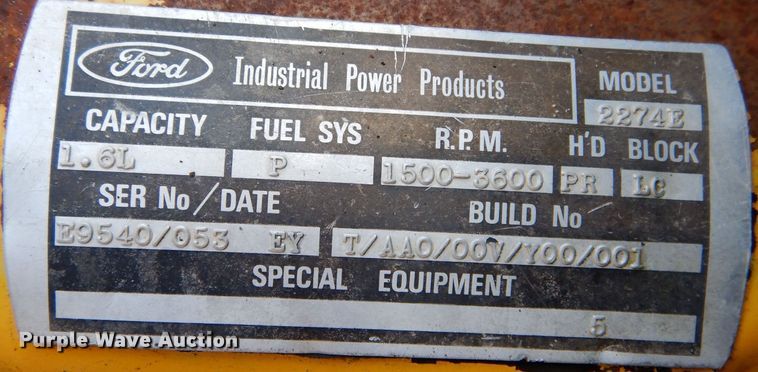 Ford Industrial Power Products MODEL
2274E
CAPACITY FUEL SYS R.P.M. H'D BLOCK
1.6L P 1500-3600 PR LC
SER No/DATE BUILD No
E9540/053 EY T/AA0/00V/Y00/001
SPECIAL EQUIPMENT
5
Purple Wave Auction